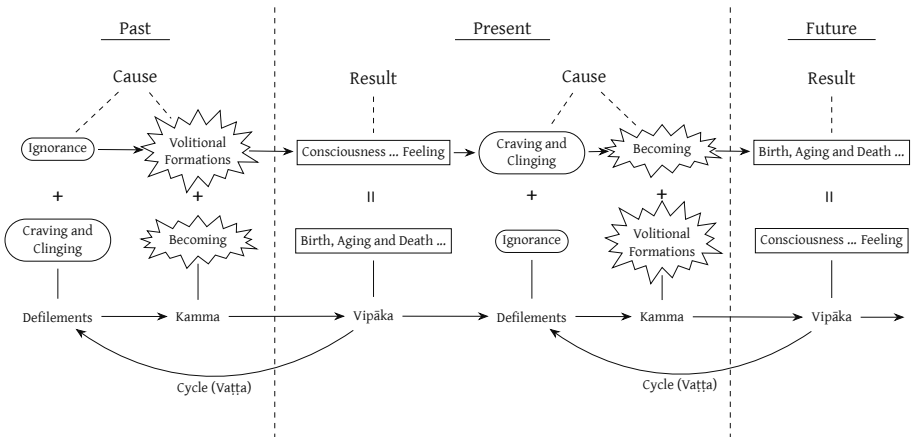 Past
Present
Future
Cause
Result
Cause
Result
Ignorance
Volitional
Formations
Consciousness ... Feeling
Craving and
Clinging
Becoming
Birth, Aging and Death ...
+
+
=
+
+
=
Craving and
Clinging
Becoming
Birth, Aging and Death ...
Ignorance
Volitional
Formations
Consciousness ... Feeling
Defilements
Kamma
Vipāka
Defilements
Kamma
Vipāka
Cycle (Vaṭṭa)
Cycle (Vaṭṭa)